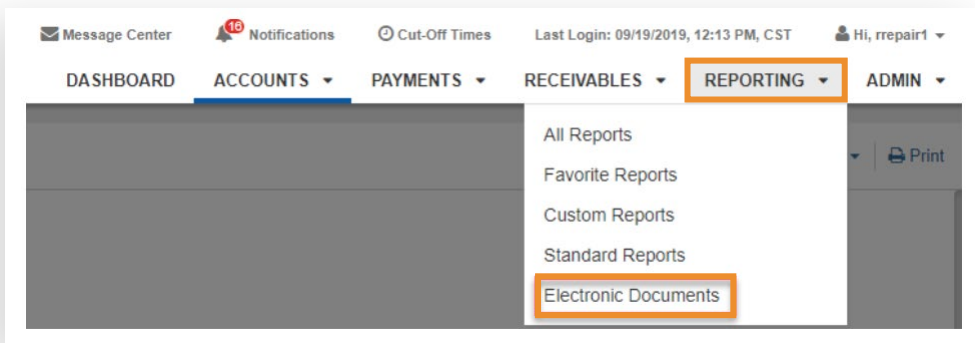 Message Center 16 Notifications Cut-Off Times Last Login: 09/19/2019, 12:13 PM, CST Hi, rrepair1
DASHBOARD ACCOUNTS PAYMENTS RECEIVABLES REPORTING ADMIN
All Reports
Print
Favorite Reports
Custom Reports
Standard Reports
Electronic Documents